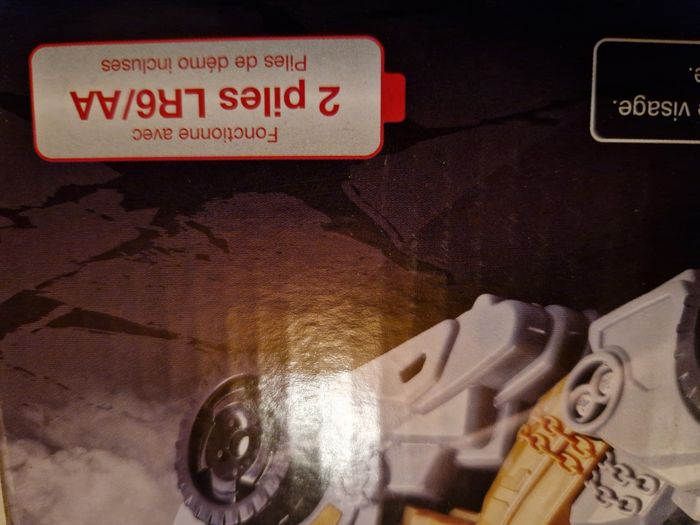 Fonctionne avec
2 piles LR6/AA
Piles de démo incluses
visage.